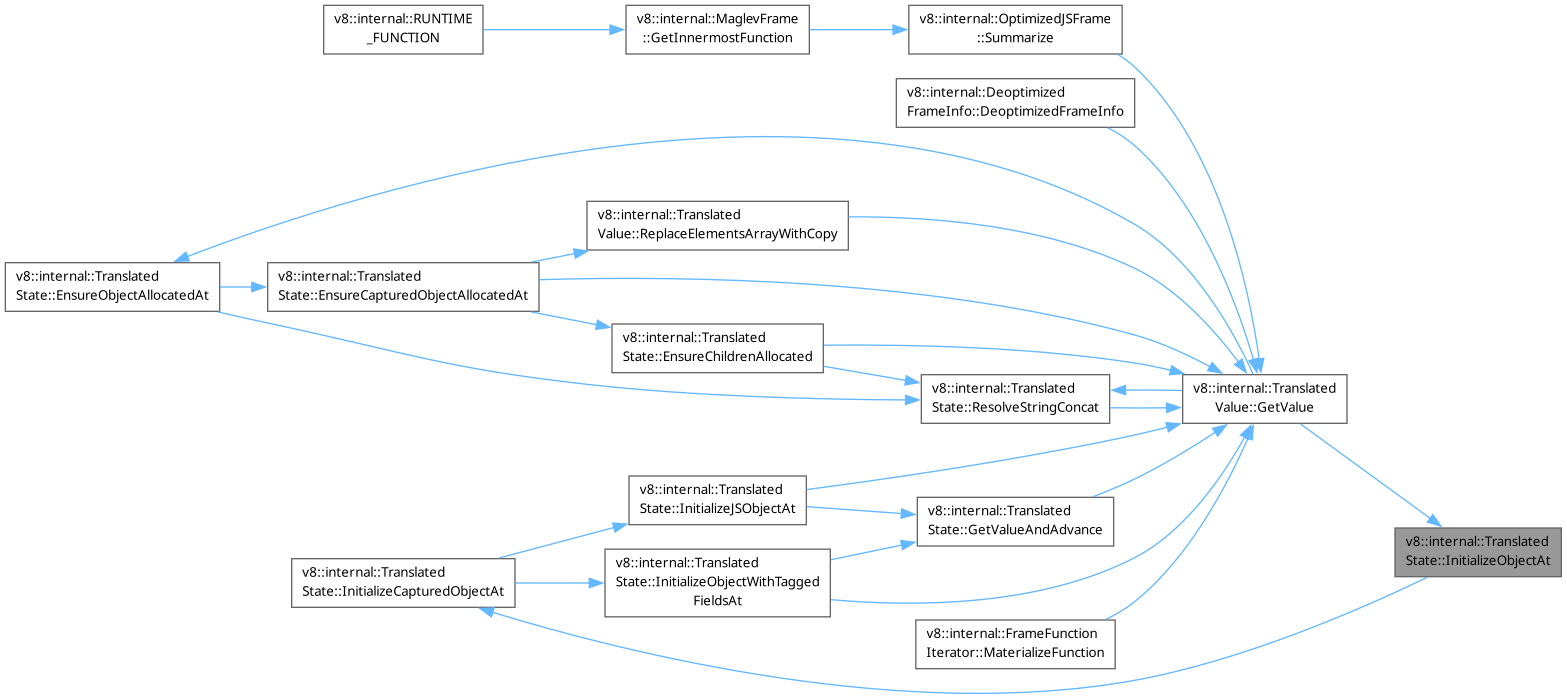 v8::internal::RUNTIME
_FUNCTION
v8::internal::MaglevFrame
::GetInnermostFunction
v8::internal::OptimizedJSFrame
::Summarize
v8::internal::Deoptimized
FrameInfo::DeoptimizedFrameInfo
v8::internal::Translated
Value::ReplaceElementsArrayWithCopy
v8::internal::Translated
State::EnsureObjectAllocatedAt
v8::internal::Translated
State::EnsureCapturedObjectAllocatedAt
v8::internal::Translated
State::EnsureChildrenAllocated
v8::internal::Translated
State::ResolveStringConcat
v8::internal::Translated
Value::GetValue
v8::internal::Translated
State::InitializeJSObjectAt
v8::internal::Translated
State::GetValueAndAdvance
v8::internal::Translated
State::InitializeObjectAt
v8::internal::Translated
State::InitializeCapturedObjectAt
v8::internal::Translated
State::InitializeObjectWithTagged
FieldsAt
v8::internal::FrameFunction
Iterator::MaterializeFunction